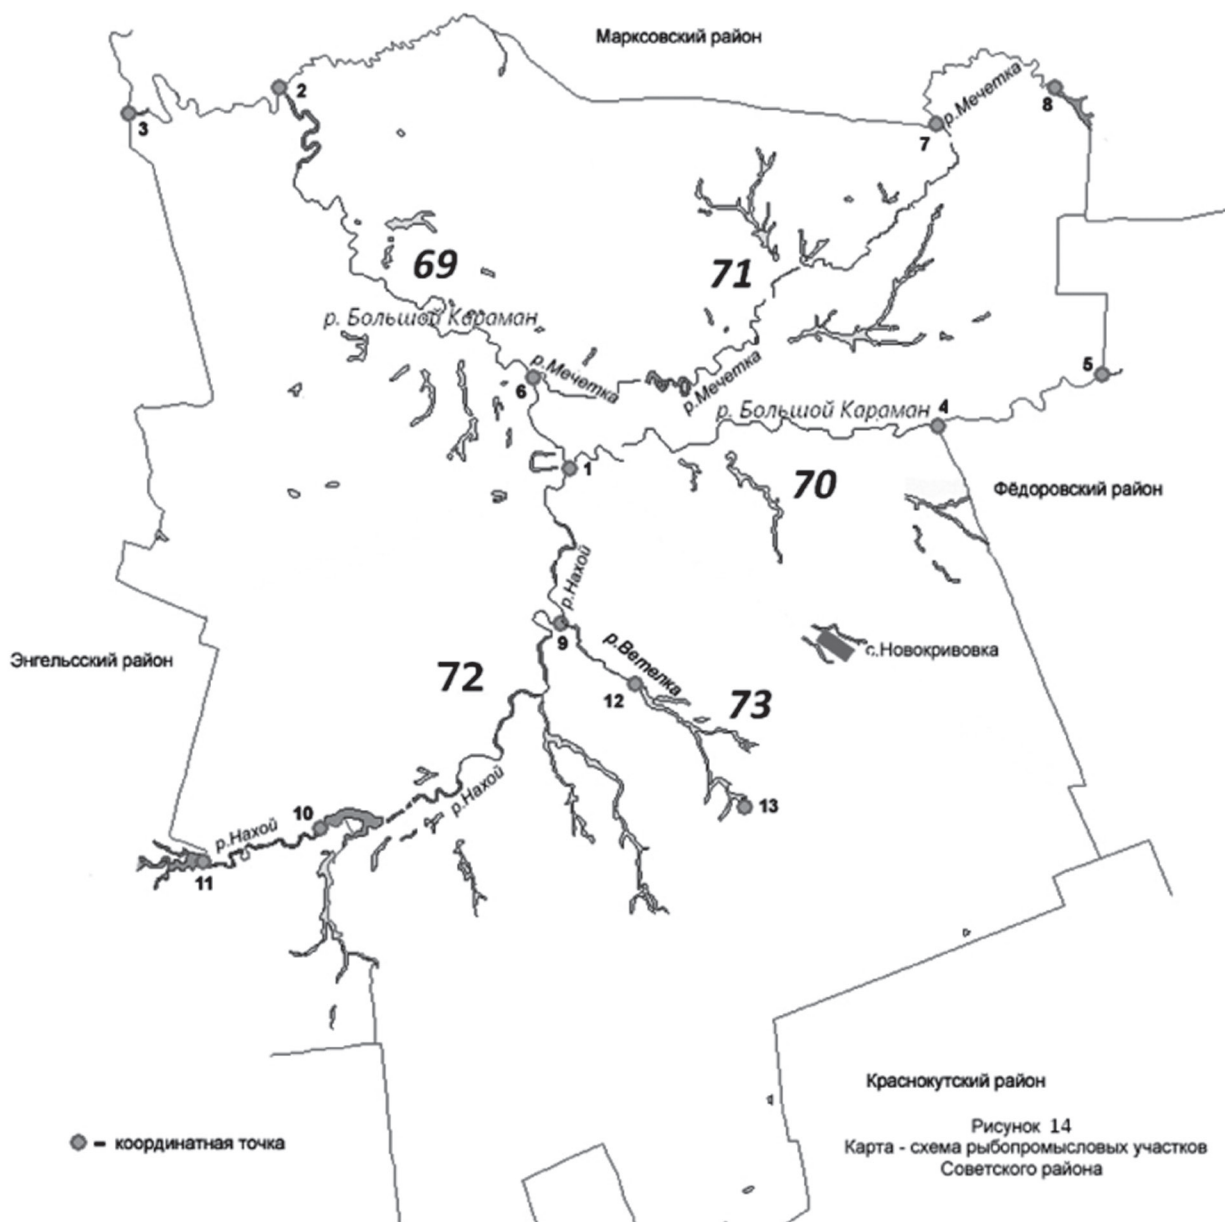 Марксовский район
2
3
р.Мечетка
8
7
69
71
р. Большой Караман
р.Мечетка
6
р.Мечетка
р. Большой Караман
4
5
1
70
Фёдоровский район
р.Нахой
9
Энгельсский район
72
р.Ветелка
12
73
с.Новокривовка
13
р.Нахой
10
р.Нахой
11
Краснокутский район
– координатная точка
Рисунок 14
Карта - схема рыбопромысловых участков
Советского района